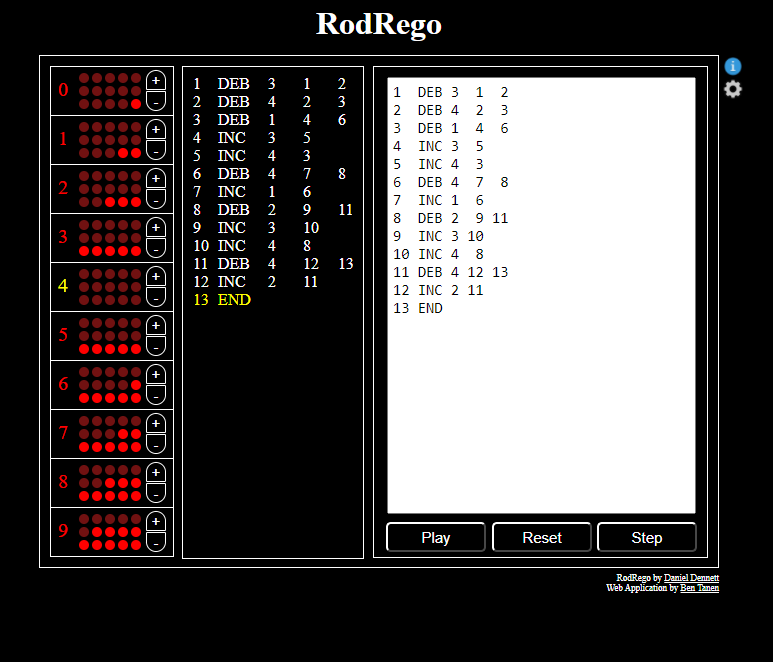 RodRego
0 + -
1 + -
2 + -
3 + -
4 + -
5 + -
6 + -
7 + -
8 + -
9 + -
1 DEB 3 1 2
2 DEB 4 2 3
3 DEB 1 4 6
4 INC 3 5
5 INC 4 3
6 DEB 4 7 8
7 INC 1 6
8 DEB 2 9 11
9 INC 3 10
10 INC 4 8
11 DEB 4 12 13
12 INC 2 11
13 END
1 DEB 3 1 2
2 DEB 4 2 3
3 DEB 1 4 6
4 INC 3 5
5 INC 4 3
6 DEB 4 7 8
7 INC 1 6
8 DEB 2 9 11
9 INC 3 10
10 INC 4 8
11 DEB 4 12 13
12 INC 2 11
13 END
Play Reset Step
i
RodRego by Daniel Dennett
Web Application by Ben Tanen